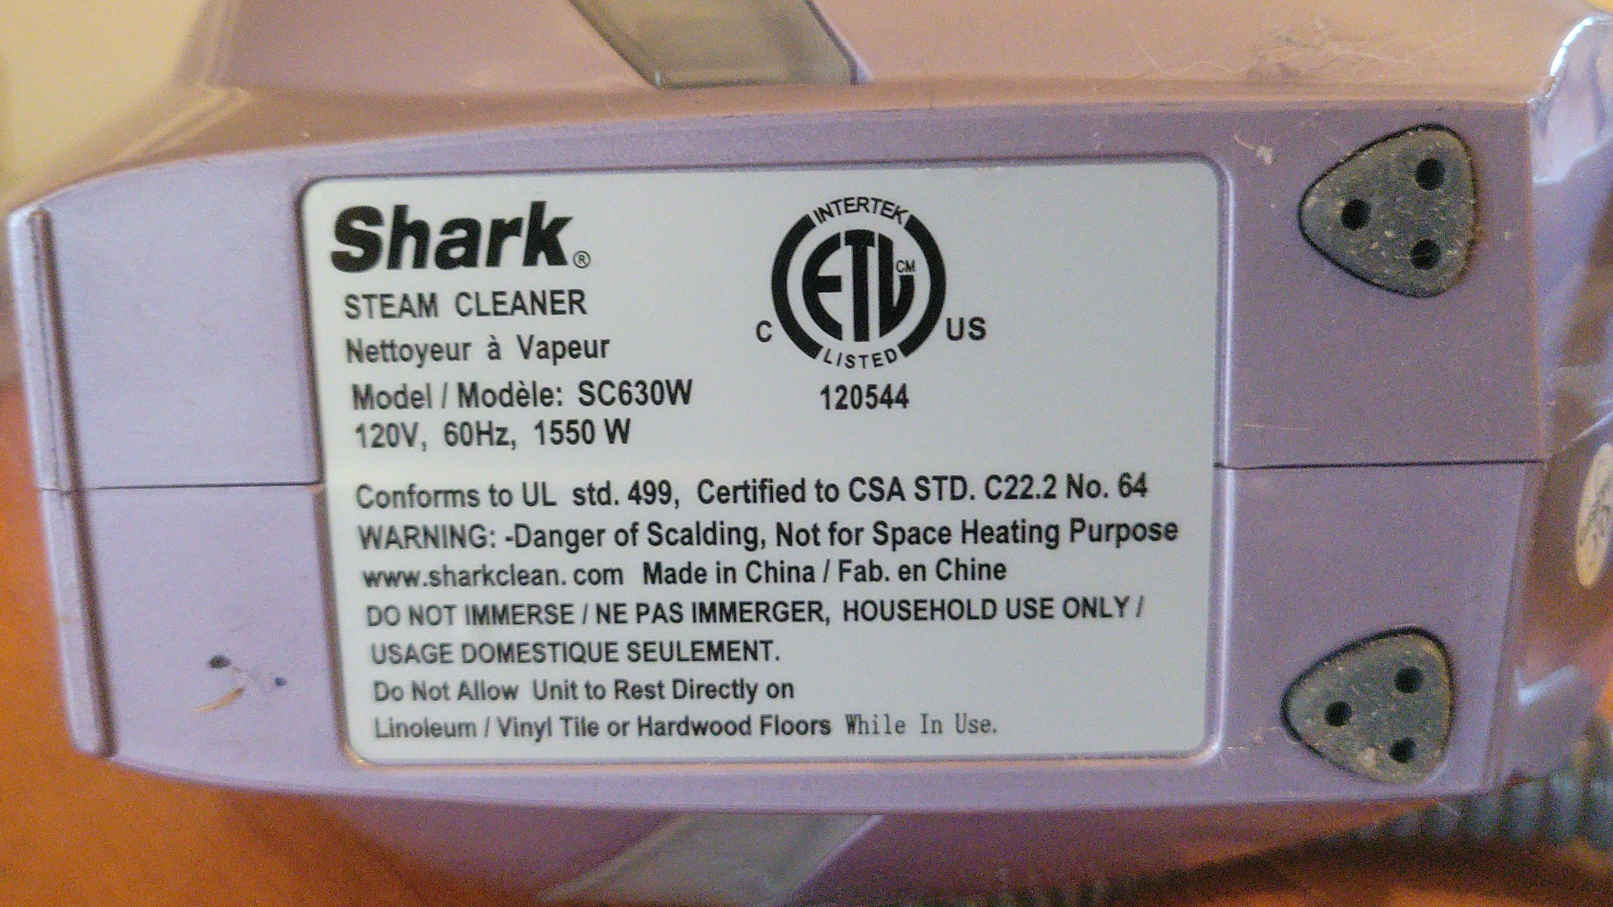 Shark®
STEAM CLEANER
Nettoyeur à Vapeur
Model / Modèle: SC630W
120V, 60Hz, 1550 W
INTERTEK
ETL CM
C US
LISTED
120544
Conforms to UL std. 499, Certified to CSA STD. C22.2 No. 64
WARNING: -Danger of Scalding, Not for Space Heating Purpose
www.sharkclean.com Made in China / Fab. en Chine
DO NOT IMMERSE / NE PAS IMMERGER, HOUSEHOLD USE ONLY /
USAGE DOMESTIQUE SEULEMENT.
Do Not Allow Unit to Rest Directly on
Linoleum / Vinyl Tile or Hardwood Floors While In Use.